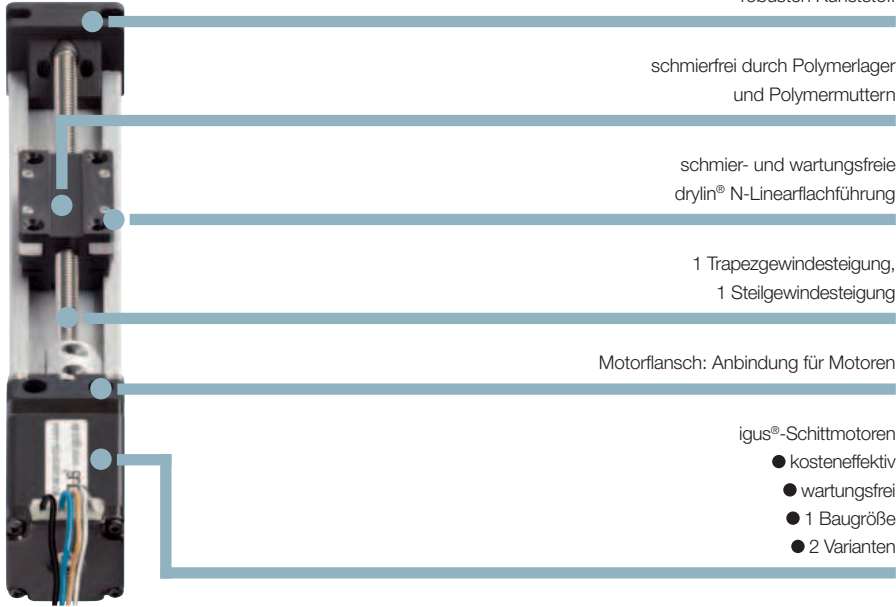 robusten Kunststoff
schmierfrei durch Polymerlager
und Polymermuttern
schmier- und wartungsfreie
drylin® N-Linearflachführung
1 Trapezgewindesteigung,
1 Steilgewindesteigung
Motorflansch: Anbindung für Motoren
igus®-Schittmotoren
● kosteneffektiv
● wartungsfrei
● 1 Baugröße
● 2 Varianten